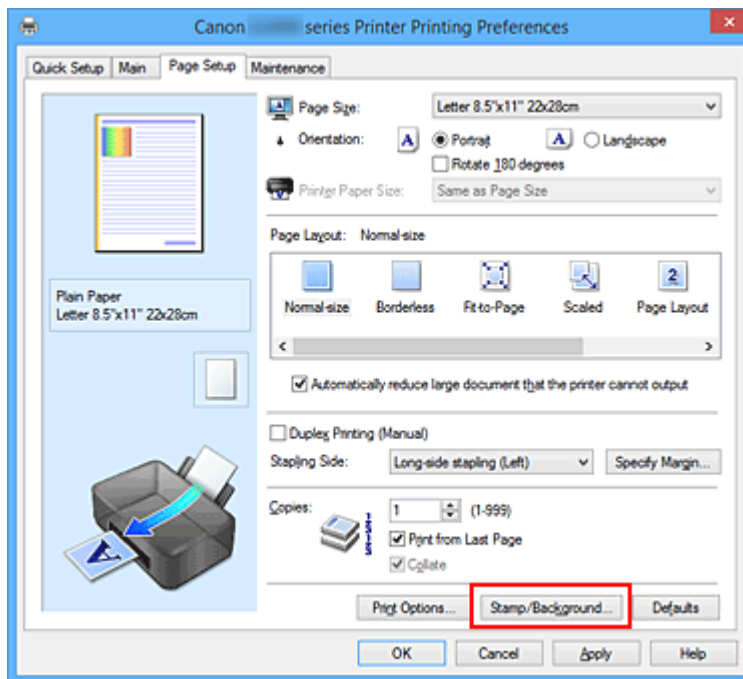 Canon series Printer Printing Preferences
Quick Setup Main Page Setup Maintenance
Page Size: Letter 8.5"x11" 22x28cm
Orientation: A Portrait A Landscape
Rotate 180 degrees
Printer Paper Size: Same as Page Size
Page Layout: Normal-size
2
Normal-size Borderless Fit-to-Page Scaled Page Layout
Plain Paper
Letter 8.5"x11" 22x28cm
Automatically reduce large document that the printer cannot output
Duplex Printing (Manual)
Stapling Side: Long-side stapling (Left) Specify Margin...
Copies: 1 (1-999)
Print from Last Page
Collate
A
Print Options... Stamp/Background... Defaults
OK Cancel Apply Help